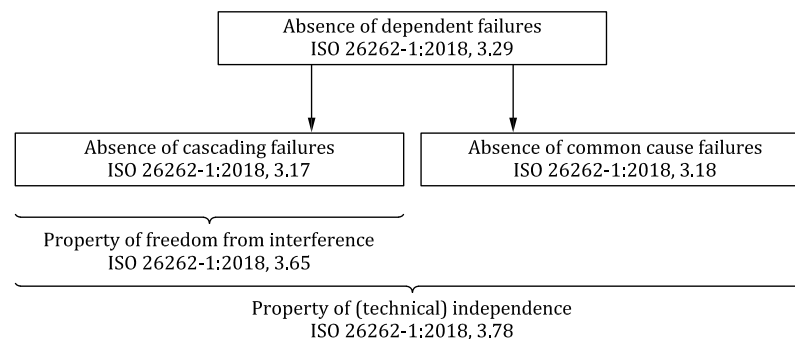 Absence of dependent failures
ISO 26262-1:2018, 3.29
Absence of cascading failures
ISO 26262-1:2018, 3.17
Absence of common cause failures
ISO 26262-1:2018, 3.18
Property of freedom from interference
ISO 26262-1:2018, 3.65
Property of (technical) independence
ISO 26262-1:2018, 3.78